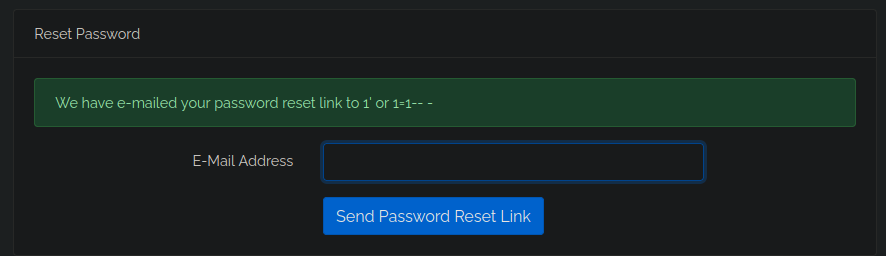 Reset Password
We have e-mailed your password reset link to 1' or 1=1-- -
E-Mail Address
Send Password Reset Link